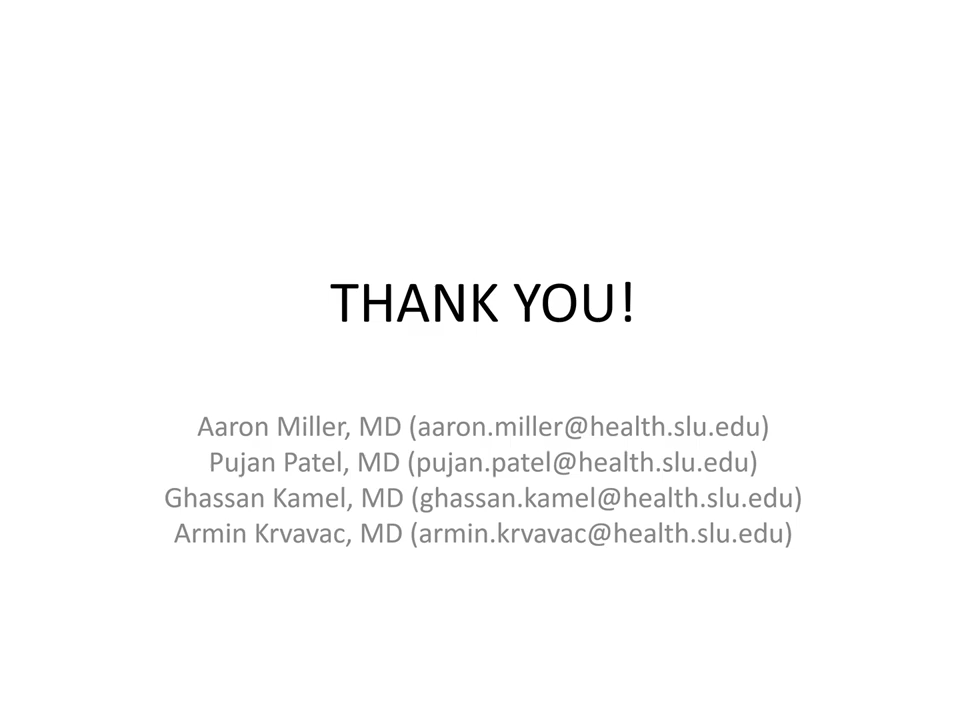 THANK YOU!
Aaron Miller, MD (aaron.miller@health.slu.edu)
Pujan Patel, MD (pujan.patel@health.slu.edu)
Ghassan Kamel, MD (ghassan.kamel@health.slu.edu)
Armin Krvavac, MD (armin.krvavac@health.slu.edu)